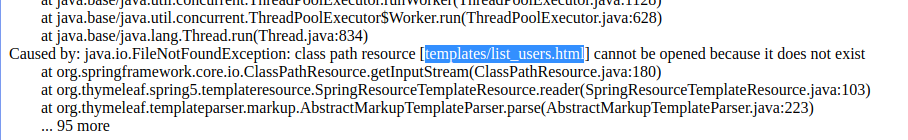 at java.base/java.util.concurrent.ThreadPoolExecutor.runWorker(ThreadPoolExecutor.java:1128)
at java.base/java.util.concurrent.ThreadPoolExecutor$Worker.run(ThreadPoolExecutor.java:628)
at java.base/java.lang.Thread.run(Thread.java:834)
Caused by: java.io.FileNotFoundException: class path resource [templates/list_users.html] cannot be opened because it does not exist
at org.springframework.core.io.ClassPathResource.getInputStream(ClassPathResource.java:180)
at org.thymeleaf.spring5.templateresource.SpringResourceTemplateResource.reader(SpringResourceTemplateResource.java:103)
at org.thymeleaf.templateparser.markup.AbstractMarkupTemplateParser.parse(AbstractMarkupTemplateParser.java:223)
... 95 more